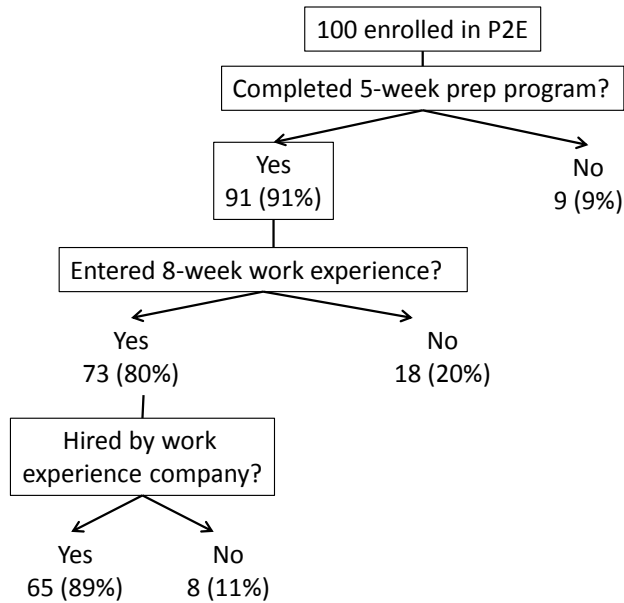 100 enrolled in P2E
Completed 5-week prep program?
Yes
91 (91%)
No
9 (9%)
Entered 8-week work experience?
Yes
73 (80%)
No
18 (20%)
Hired by work
experience company?
Yes
65 (89%)
No
8 (11%)